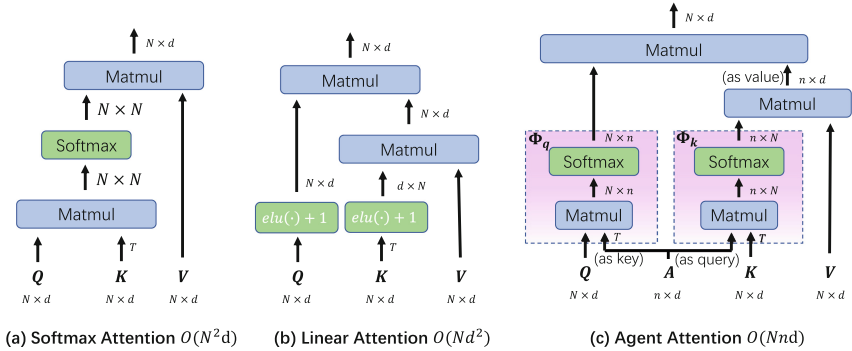 N × d
Matmul
N × N
Softmax
N × N
Matmul
T
Q K V
N × d N × d N × d
(a) Softmax Attention O(N²d)
N × d
Matmul
N × d
Matmul
N × d
d × N
elu(·) + 1 elu(·) + 1
T
Q K V
N × d N × d N × d
(b) Linear Attention O(Nd²)
N × d
Matmul
(as value) n × d
Matmul
N × n n × N
Φq Φk
Softmax Softmax
N × n n × N
Matmul Matmul
T T
(as key) (as query)
Q A K V
N × d n × d N × d N × d
(c) Agent Attention O(Nnd)